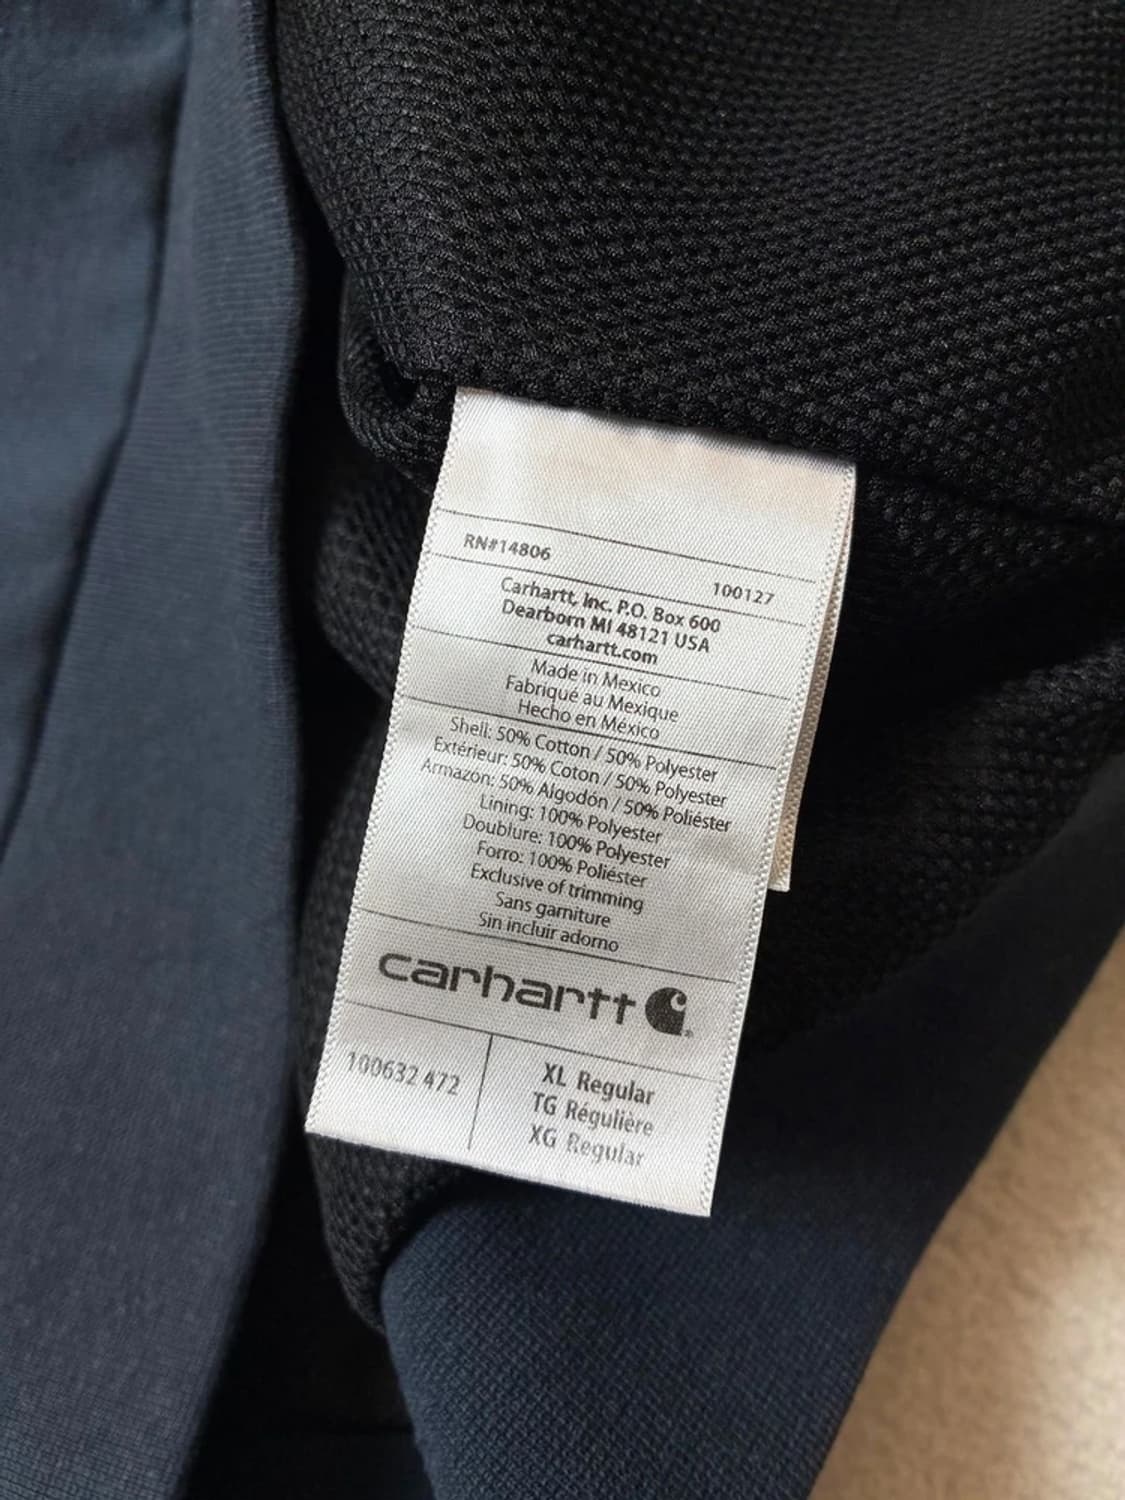 RN#14806
100127
Carhartt, Inc. P.O. Box 600
Dearborn MI 48121 USA
carhartt.com
Made in Mexico
Fabriqué au Mexique
Hecho en México
Shell: 50% Cotton / 50% Polyester
Extérieur: 50% Coton / 50% Polyester
Armazón: 50% Algodón / 50% Poliéster
Lining: 100% Polyester
Doublure: 100% Polyester
Forro: 100% Poliéster
Exclusive of trimming
Sans garniture
Sin incluir adorno
carhartt
100632 472
XL Regular
TG Régulière
XG Regular